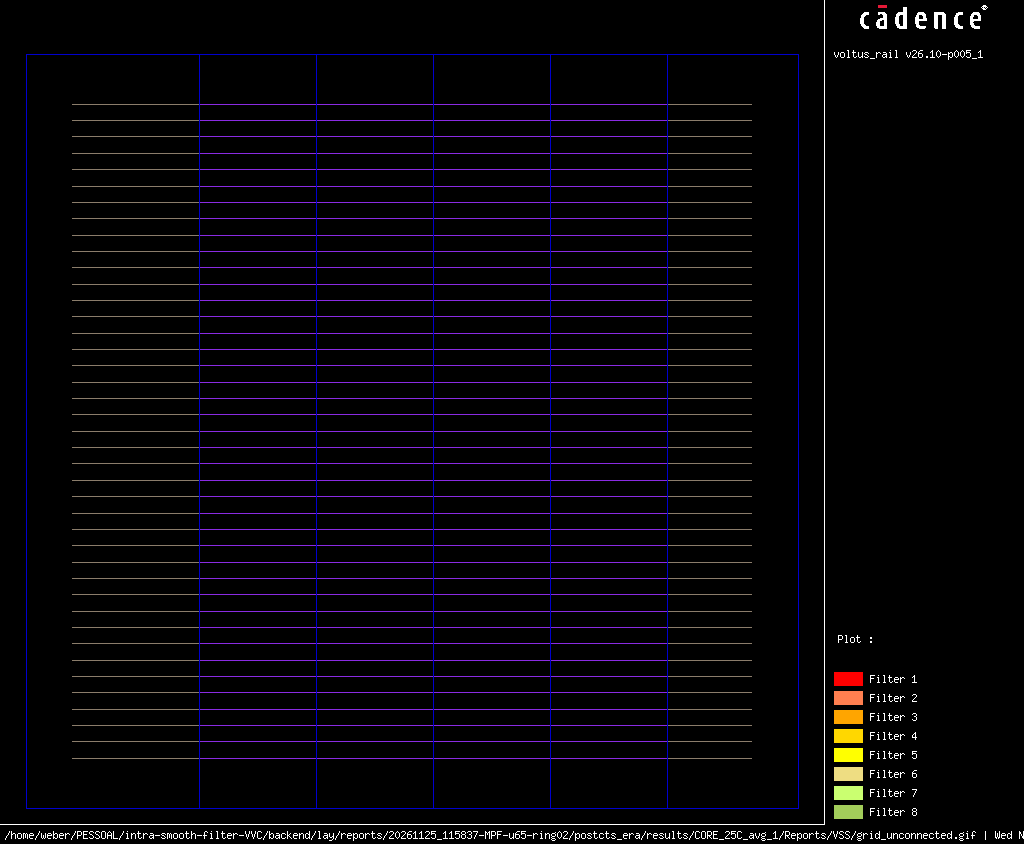 cādence®
voltus_rail v26.10-p005_1
Plot :
Filter 1
Filter 2
Filter 3
Filter 4
Filter 5
Filter 6
Filter 7
Filter 8
/home/weber/PESSOAL/intra-smooth-filter-VVC/backend/lay/reports/20261125_115837-MPF-u65-ring02/postcts_era/results/CORE_25C_avg_1/Reports/VSS/grid_unconnected.gif | Wed N